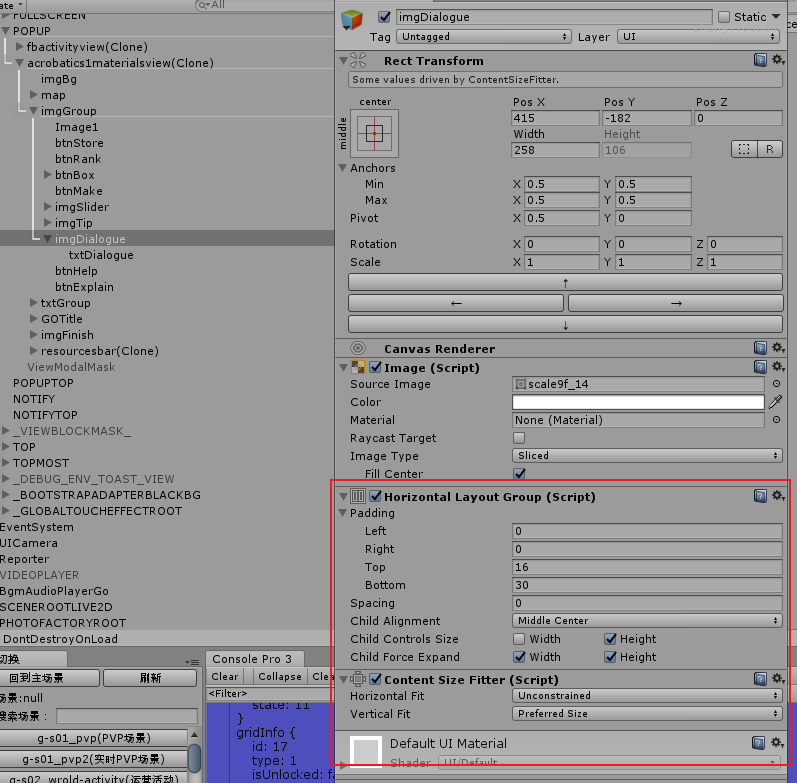 ate
All
FULLSCREEN
POPUP
fbactivityview(Clone)
acrobatics1materialsview(Clone)
imgBg
map
imgGroup
Image1
btnStore
btnRank
btnBox
btnMake
imgSlider
imgTip
imgDialogue
txtDialogue
btnHelp
btnExplain
txtGroup
GOTitle
imgFinish
resourcesbar(Clone)
ViewModalMask
POPUPTOP
NOTIFY
NOTIFYTOP
_VIEWBLOCKMASK_
TOP
TOPMOST
_DEBUG_ENV_TOAST_VIEW
_BOOTSTRAPADAPTERBLACKBG
_GLOBALTOUCHEFFECTROOT
EventSystem
UICamera
Reporter
VIDEOPLAYER
BgmAudioPlayerGo
SCENEROOTLIVE2D
PHOTOFACTORYROOT
DontDestroyOnLoad
切换
回到主场景 刷新
场景:null
搜索场景：
g-s01_pvp(PVP场景)
g-s01_pvp2(实时PVP场景)
g-s02_wrold-activity(运营活动)
Console Pro 3
Clear Collapse Cle
<Filter>
state: 11
}
gridInfo {
id: 17
type: 1
isUnlocked: fa
imgDialogue Static
Tag Untagged Layer UI
Rect Transform
Some values driven by ContentSizeFitter.
center
middle
Pos X Pos Y Pos Z
415 -182 0
Width Height
258 106
R
Anchors
Min X 0.5 Y 0.5
Max X 0.5 Y 0.5
Pivot X 0.5 Y 0
Rotation X 0 Y 0 Z 0
Scale X 1 Y 1 Z 1
↑
← →
↓
Canvas Renderer
Image (Script)
Source Image scale9f_14
Color
Material None (Material)
Raycast Target
Image Type Sliced
Fill Center
Horizontal Layout Group (Script)
Padding
Left 0
Right 0
Top 16
Bottom 30
Spacing 0
Child Alignment Middle Center
Child Controls Size Width Height
Child Force Expand Width Height
Content Size Fitter (Script)
Horizontal Fit Unconstrained
Vertical Fit Preferred Size
Default UI Material
Shader UI/Default